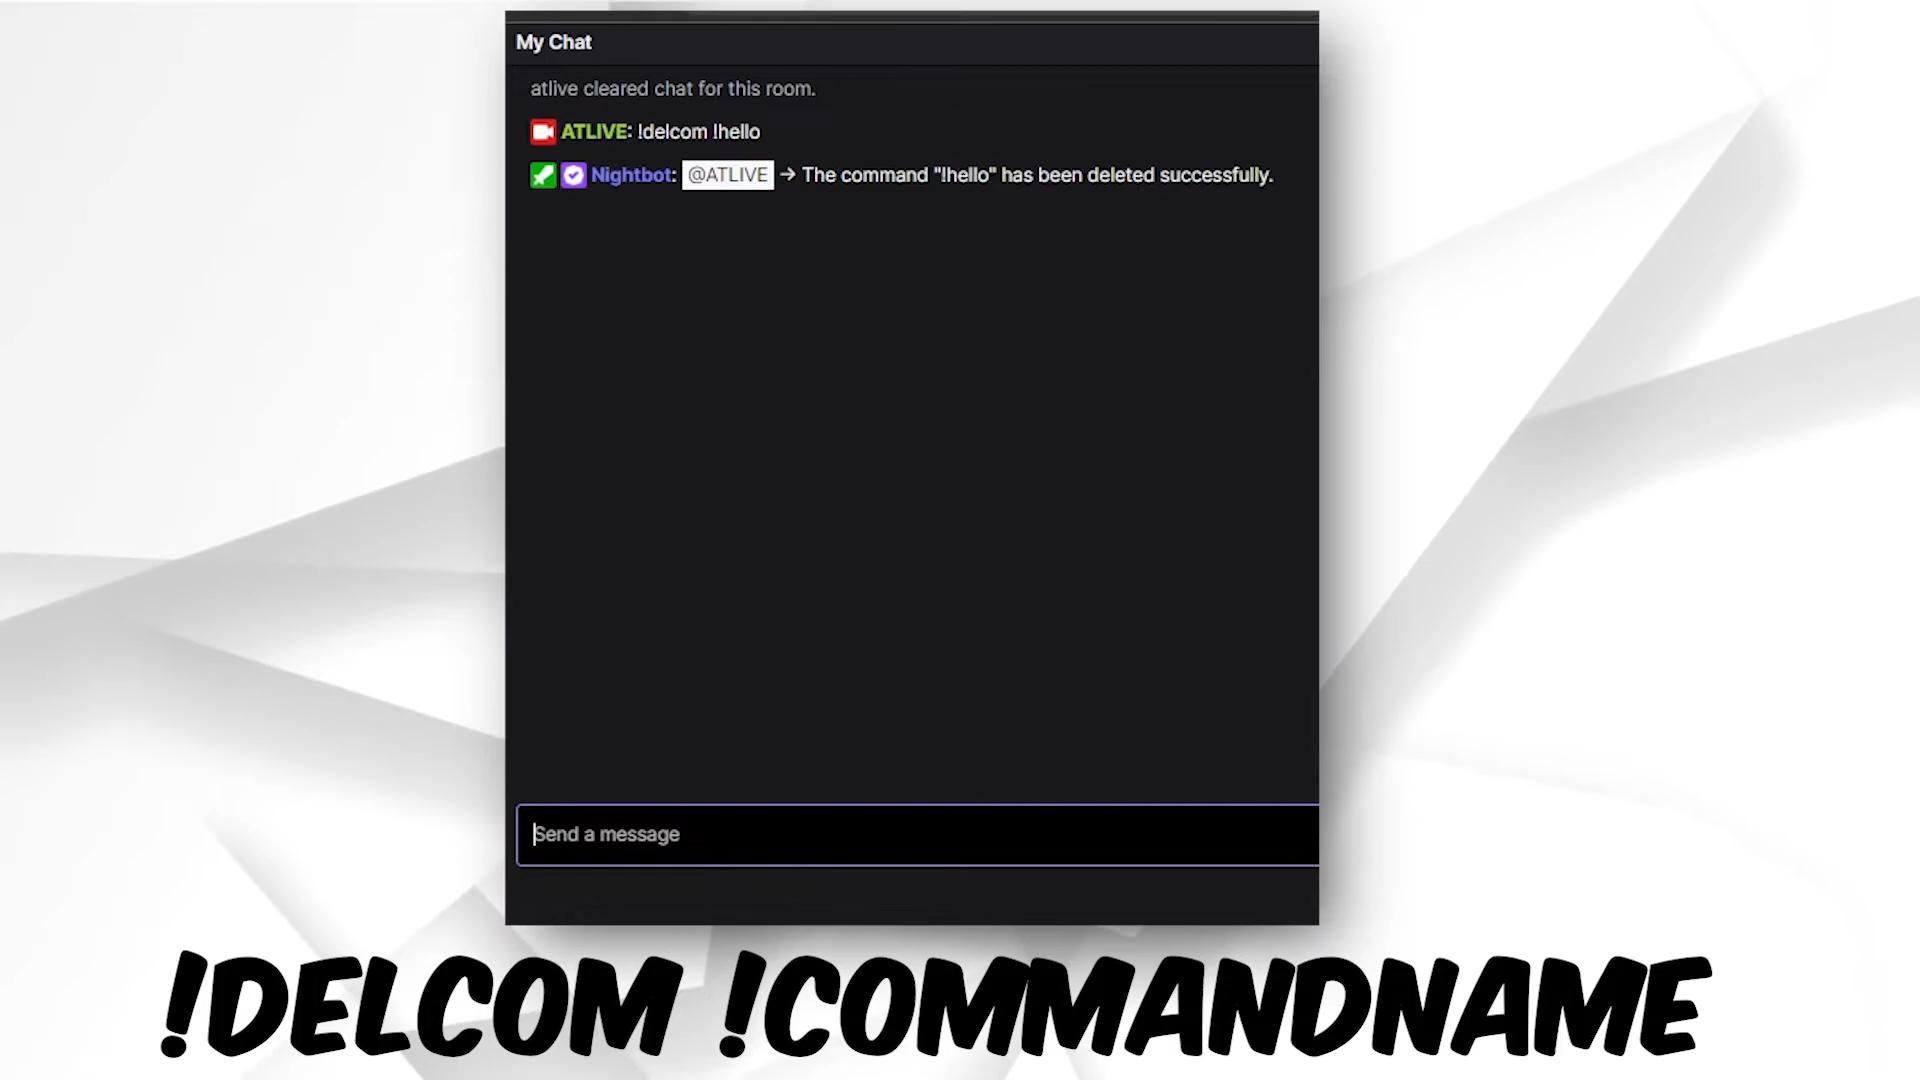 My Chat
atlive cleared chat for this room.
ATLIVE: !delcom !hello
Nightbot: @ATLIVE → The command "!hello" has been deleted successfully.
Send a message
!DELCOM !COMMANDNAME